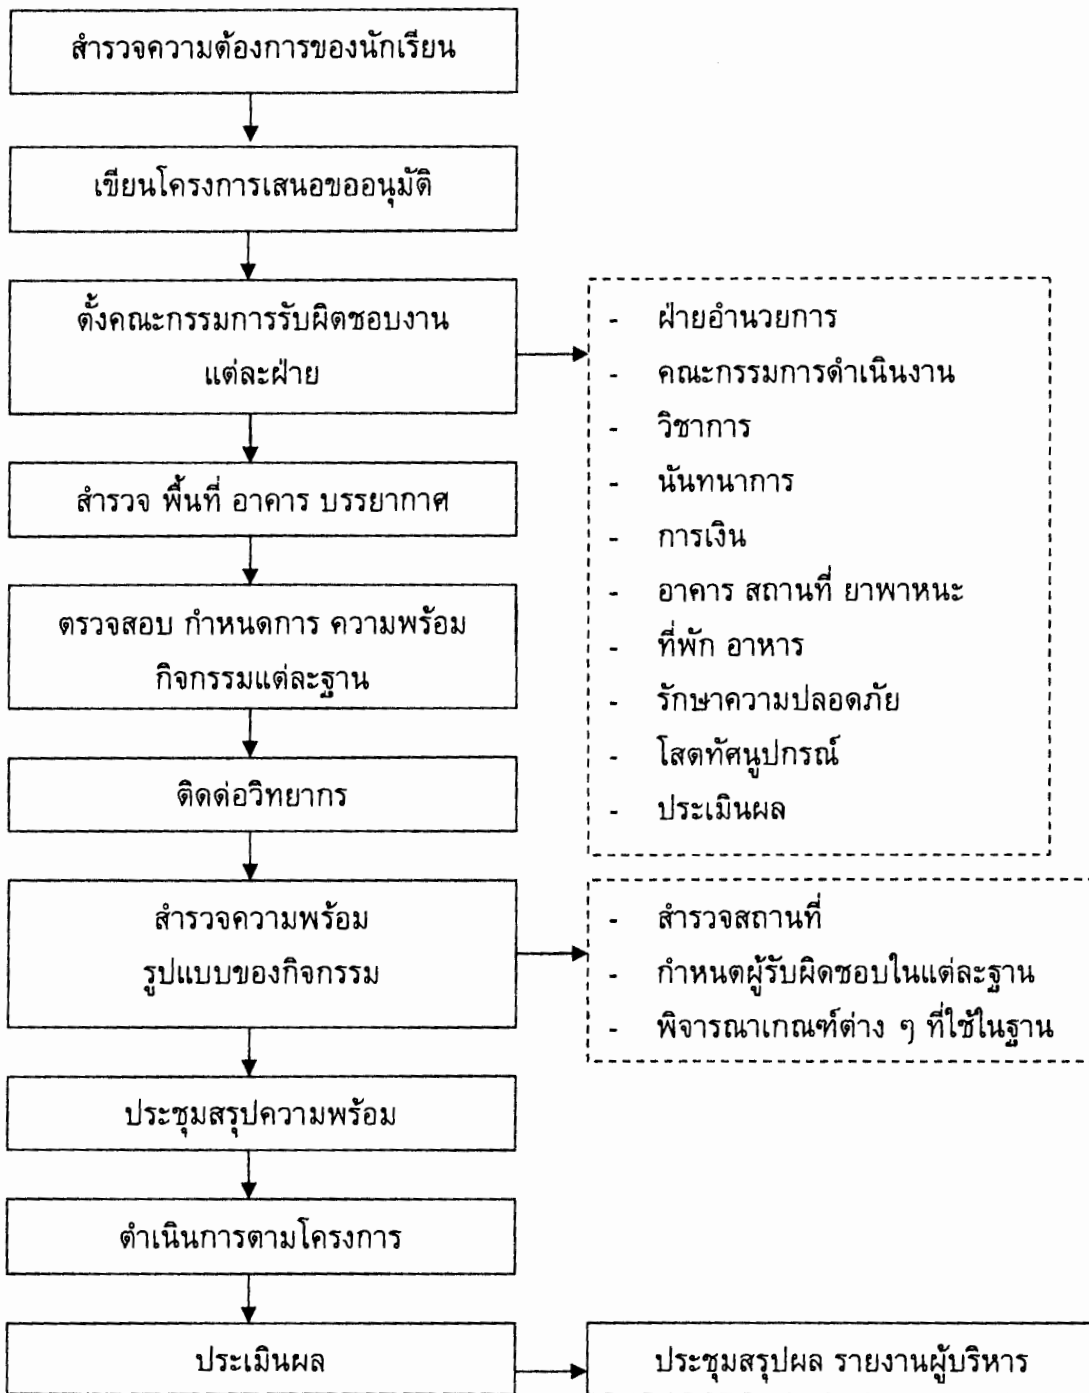 สำรวจความต้องการของนักเรียน
เขียนโครงการเสนอขออนุมัติ
ตั้งคณะกรรมการรับผิดชอบงาน
แต่ละฝ่าย
- ฝ่ายอำนวยการ
- คณะกรรมการดำเนินงาน
- วิชาการ
- นันทนาการ
- การเงิน
- อาคาร สถานที่ ยาพาหนะ
- ที่พัก อาหาร
- รักษาความปลอดภัย
- โสตทัศนูปกรณ์
- ประเมินผล
สำรวจ พื้นที่ อาคาร บรรยากาศ
ตรวจสอบ กำหนดการ ความพร้อม
กิจกรรมแต่ละฐาน
ติดต่อวิทยากร
สำรวจความพร้อม
รูปแบบของกิจกรรม
- สำรวจสถานที่
- กำหนดผู้รับผิดชอบในแต่ละฐาน
- พิจารณาเกณฑ์ต่าง ๆ ที่ใช้ในฐาน
ประชุมสรุปความพร้อม
ดำเนินการตามโครงการ
ประเมินผล
ประชุมสรุปผล รายงานผู้บริหาร